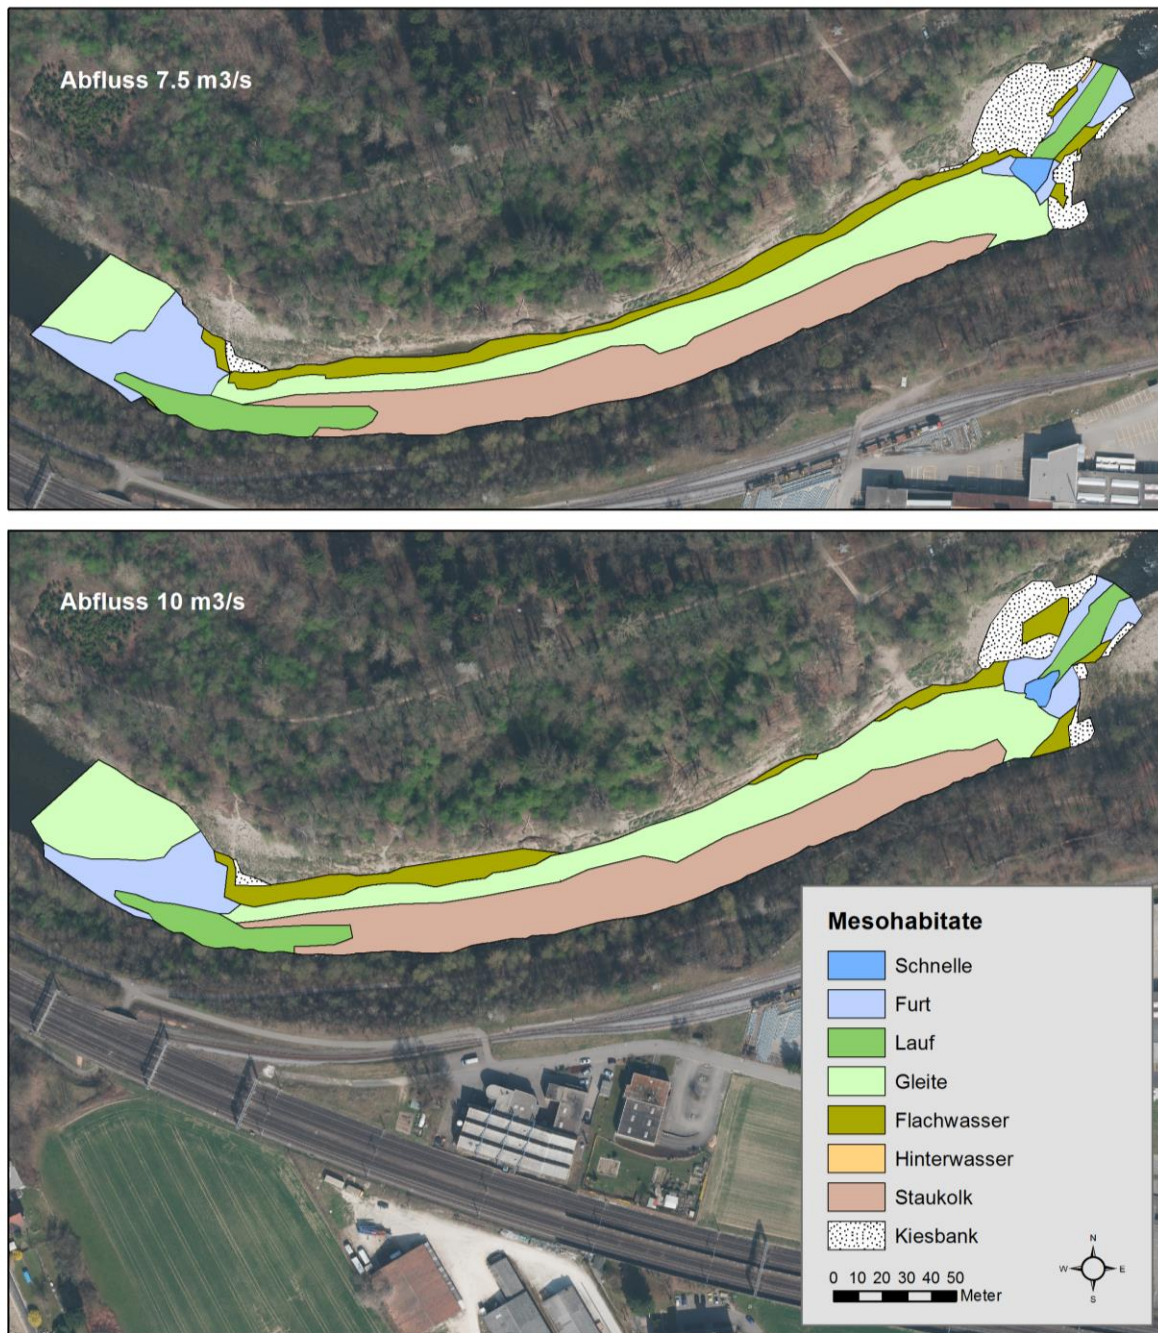 Abfluss 7.5 m3/s
Abfluss 10 m3/s
Mesohabitate
Schnelle
Furt
Lauf
Gleite
Flachwasser
Hinterwasser
Staukolk
Kiesbank
N
W E
S
0 10 20 30 40 50
Meter